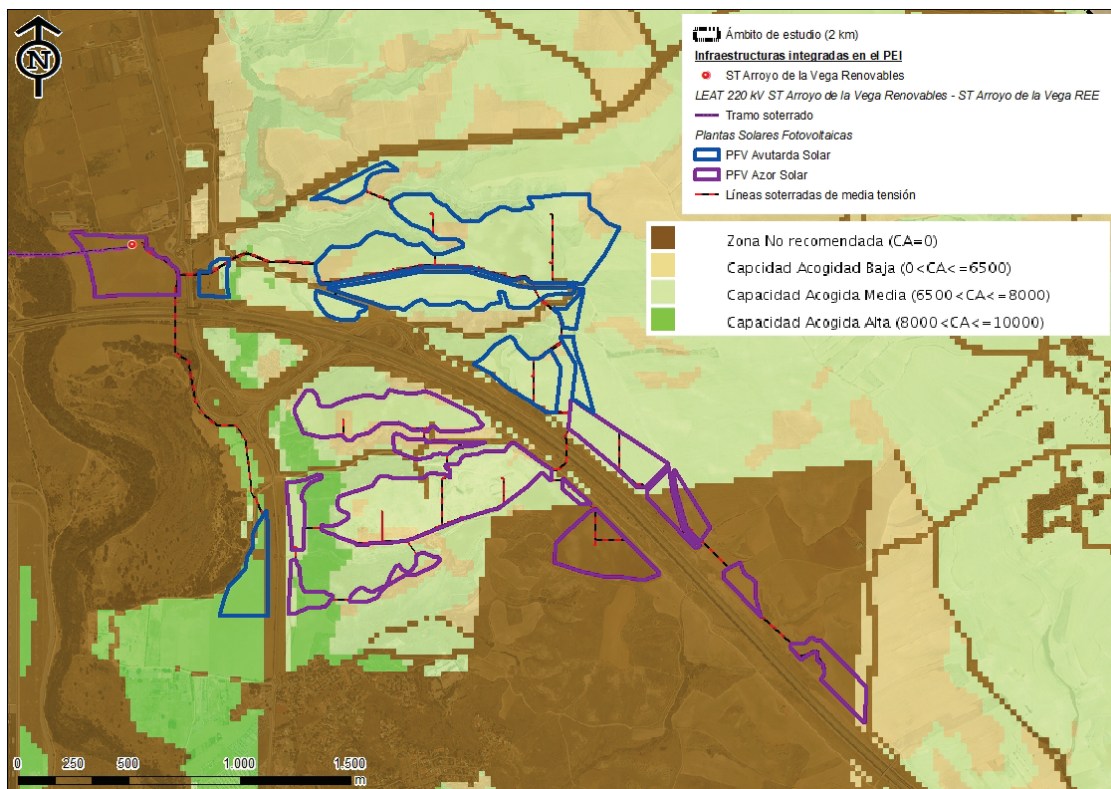 N
Ámbito de estudio (2 km)
Infraestructuras integradas en el PEI
ST Arroyo de la Vega Renovables
LEAT 220 kV ST Arroyo de la Vega Renovables - ST Arroyo de la Vega REE
Tramo soterrado
Plantas Solares Fotovoltaicas
PFV Avutarda Solar
PFV Azor Solar
Líneas soterradas de media tensión
Zona No recomendada (CA=0)
Capcidad Acogidad Baja (0<CA<=6500)
Capacidad Acogida Media (6500<CA<=8000)
Capacidad Acogida Alta (8000<CA<=10000)
0 250 500 1.000 1.500
m